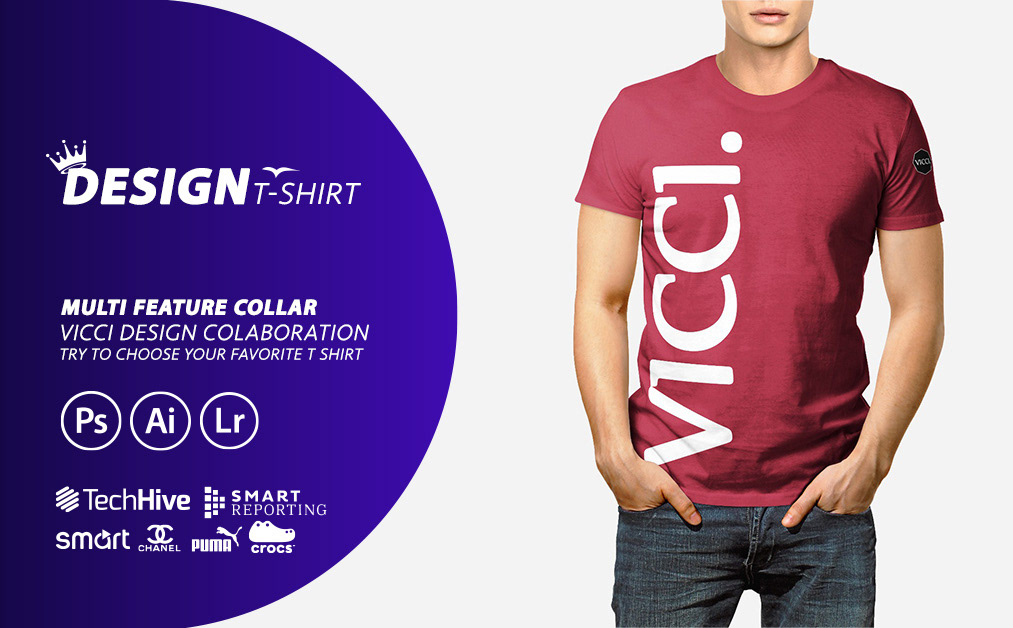 DESIGN T-SHIRT
MULTI FEATURE COLLAR
VICCI DESIGN COLABORATION
TRY TO CHOOSE YOUR FAVORITE T SHIRT
Ps Ai Lr
TechHive SMART REPORTING
smart CHANEL PUMA crocs
vıccı.
VICCI.